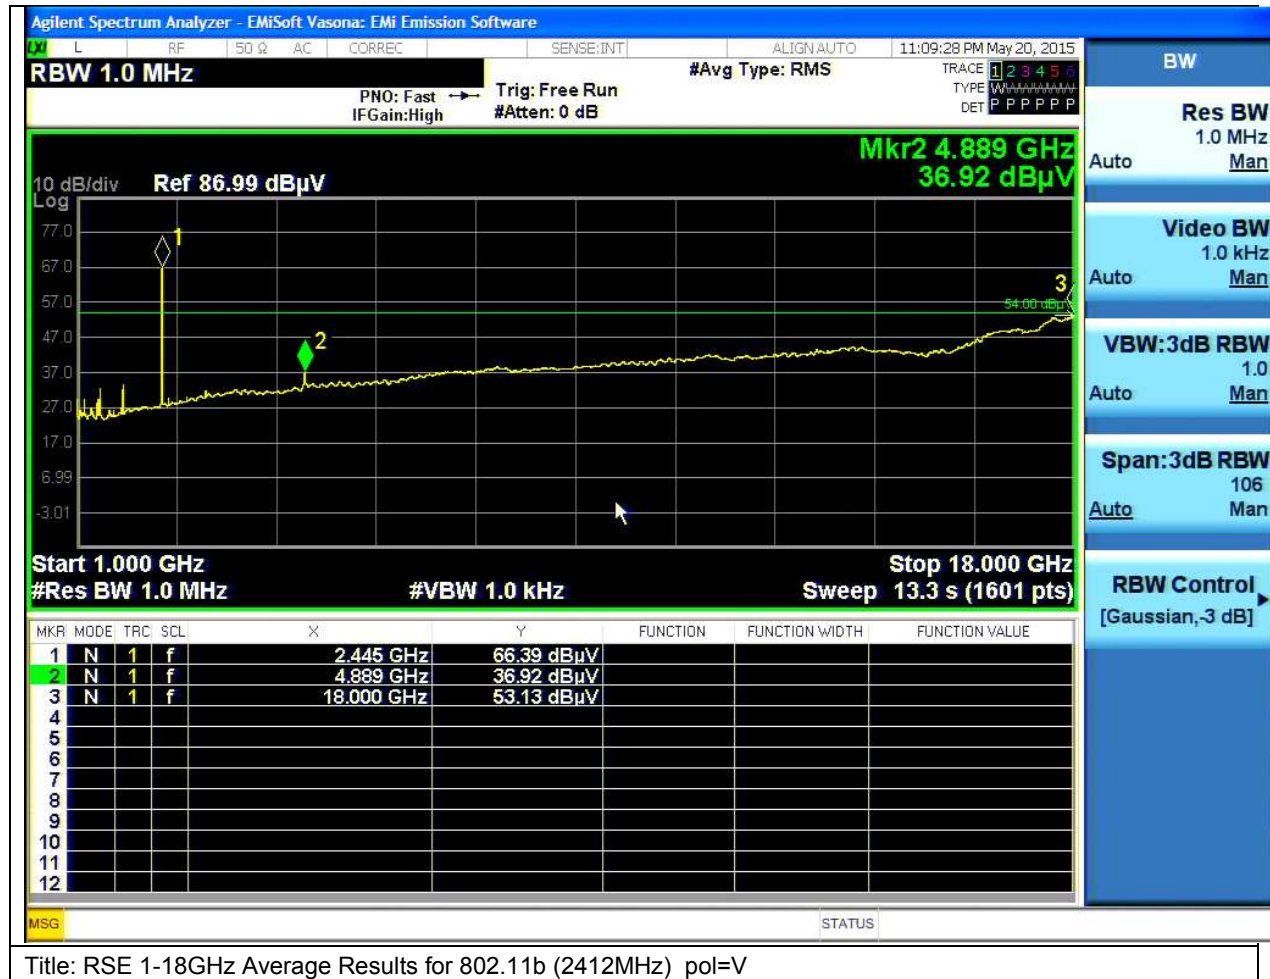 Agilent Spectrum Analyzer - EMiSoft Vasona: EMi Emission Software
LXI L RF 50 Ω AC CORREC SENSE:INT ALIGN AUTO 11:09:28 PM May 20, 2015
RBW 1.0 MHz
PNO: Fast
IFGain:High
Trig: Free Run
#Atten: 0 dB
#Avg Type: RMS
TRACE 1 2 3 4 5 6
TYPE
DET P P P P P P
Mkr2 4.889 GHz
36.92 dBµV
10 dB/div Ref 86.99 dBµV
Log
77.0
67.0
57.0
47.0
37.0
27.0
17.0
6.99
-3.01
1
2
3
54.00 dBµV
Start 1.000 GHz Stop 18.000 GHz
#Res BW 1.0 MHz #VBW 1.0 kHz Sweep 13.3 s (1601 pts)
MKR MODE TRC SCL X Y FUNCTION FUNCTION WIDTH FUNCTION VALUE
1 N 1 f 2.445 GHz 66.39 dBµV
2 N 1 f 4.889 GHz 36.92 dBµV
3 N 1 f 18.000 GHz 53.13 dBµV
4
5
6
7
8
9
10
11
12
MSG STATUS
BW
Res BW
1.0 MHz
Auto Man
Video BW
1.0 kHz
Auto Man
VBW:3dB RBW
1.0
Auto Man
Span:3dB RBW
106
Auto Man
RBW Control
[Gaussian,-3 dB]
Title: RSE 1-18GHz Average Results for 802.11b (2412MHz) pol=V